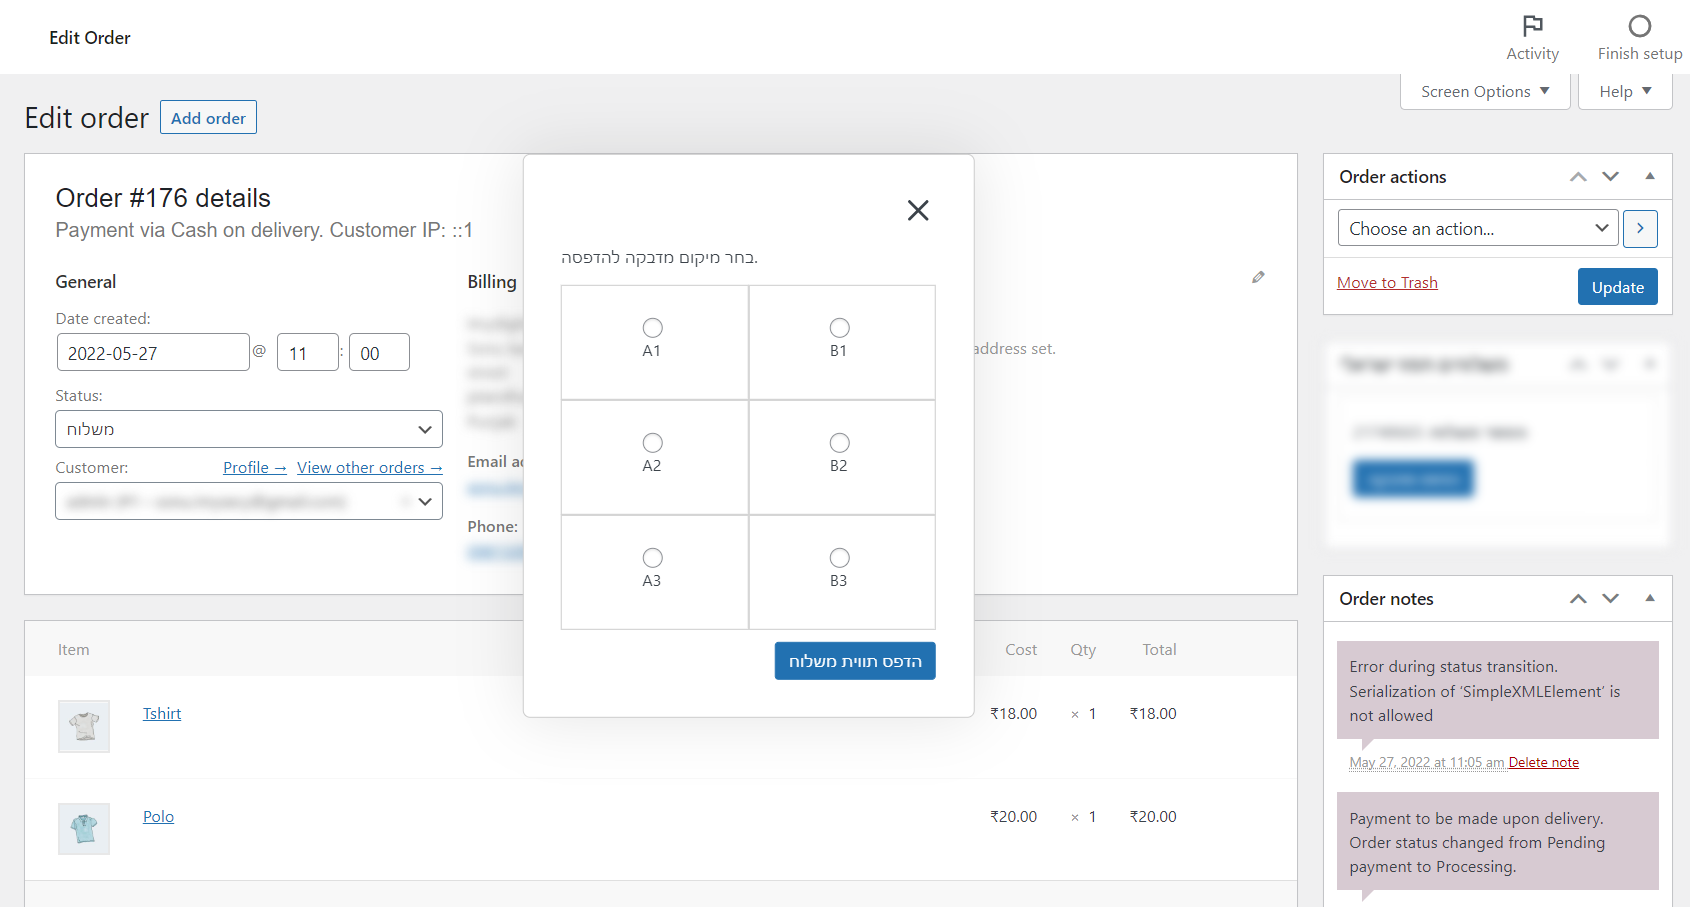 Edit Order
Activity
Finish setup
Screen Options
Help
Edit order
Add order
Order #176 details
Payment via Cash on delivery. Customer IP: ::1
General
Date created:
2022-05-27 @ 11 : 00
Status:
משלוח
Customer: Profile → View other orders →
Billing
Email
Phone:
address set.
בחר מיקום מדבקה להדפסה.
A1 B1
A2 B2
A3 B3
הדפס תווית משלוח
Item Cost Qty Total
Tshirt ₹18.00 × 1 ₹18.00
Polo ₹20.00 × 1 ₹20.00
Order actions
Choose an action...
Move to Trash
Update
Order notes
Error during status transition.
Serialization of ‘SimpleXMLElement’ is
not allowed
May 27, 2022 at 11:05 am Delete note
Payment to be made upon delivery.
Order status changed from Pending
payment to Processing.